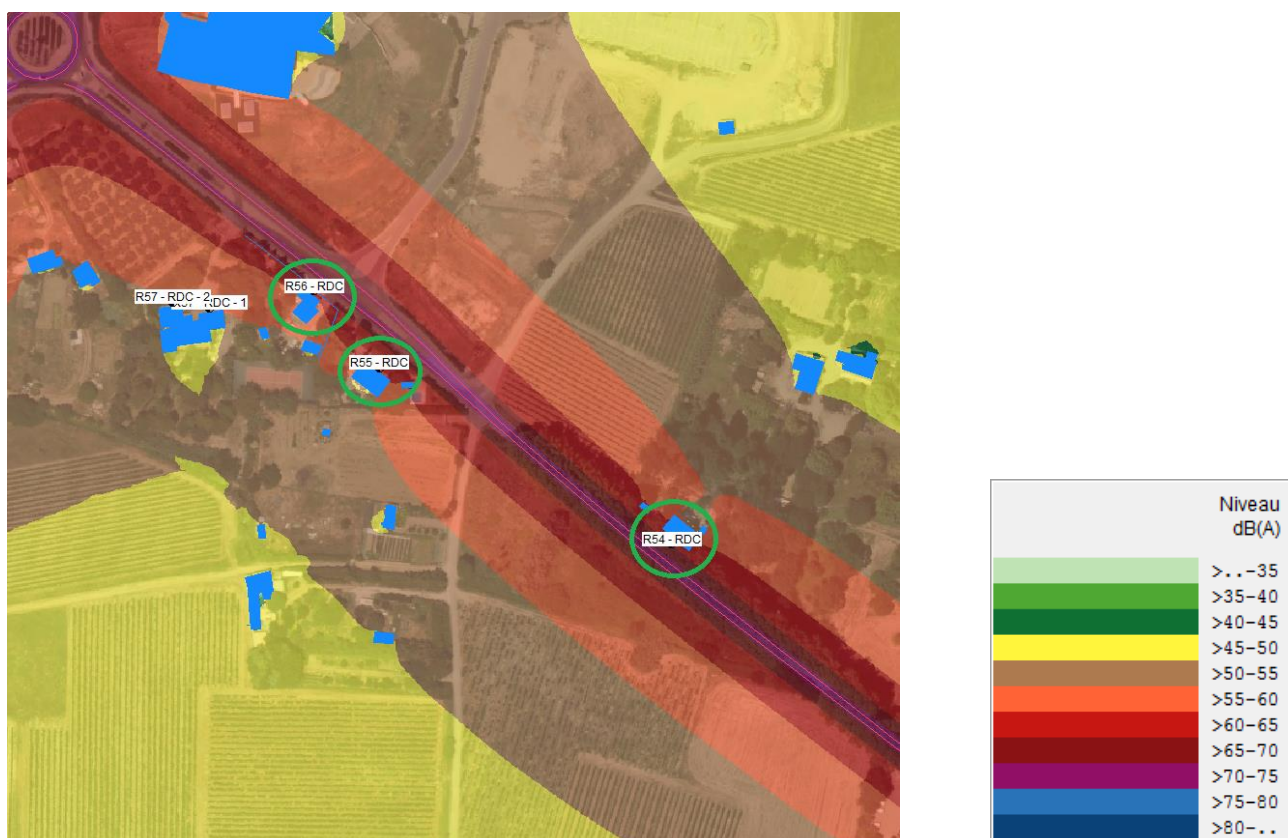 R56 - RDC
R57 - RDC - 2
RDC - 1
R55 - RDC
R54 - RDC
Niveau
dB(A)
>..-35
>35-40
>40-45
>45-50
>50-55
>55-60
>60-65
>65-70
>70-75
>75-80
>80-..